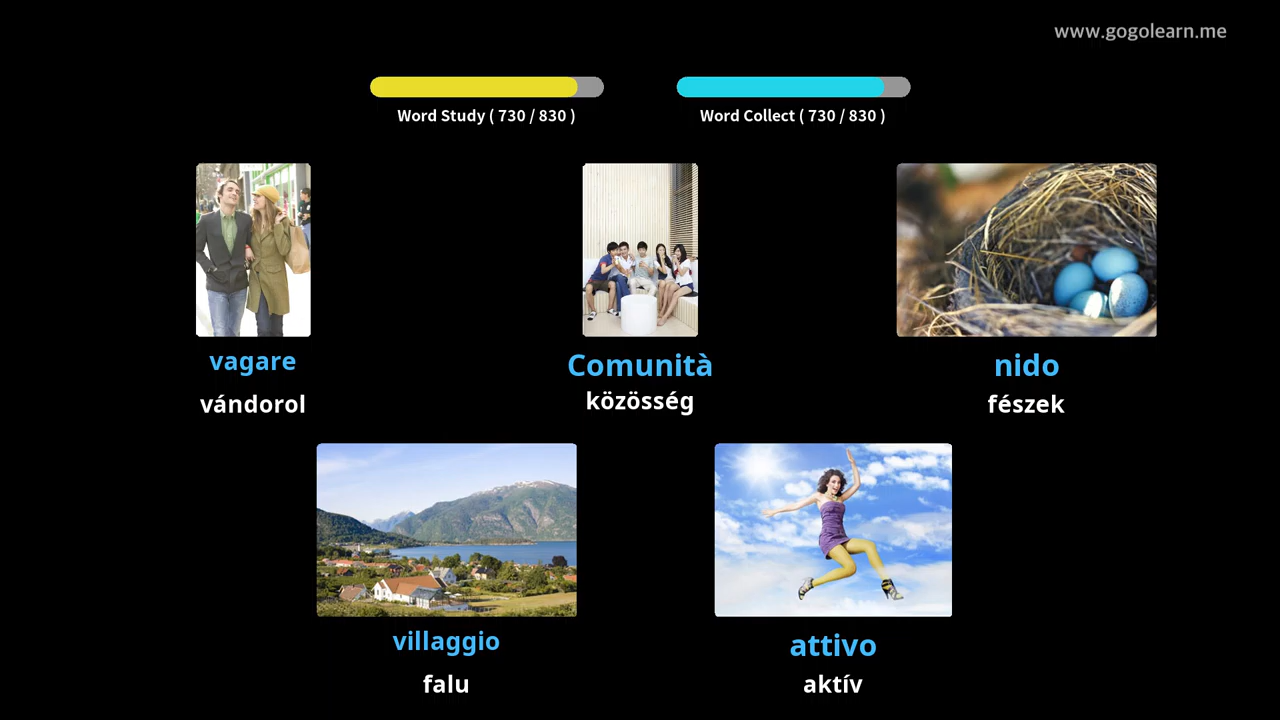 www.gogolearn.me
Word Study ( 730 / 830 )
Word Collect ( 730 / 830 )
vagare
vándorol
Comunità
közösség
nido
fészek
villaggio
falu
attivo
aktív